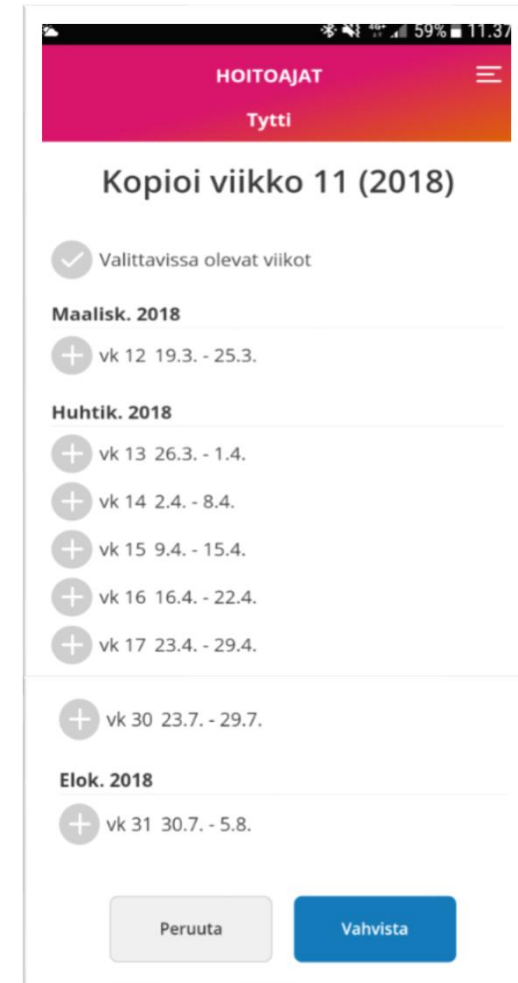 4G+ 59% 11.37
HOITOAJAT
Tytti
Kopioi viikko 11 (2018)
Valittavissa olevat viikot
Maalisk. 2018
vk 12 19.3. - 25.3.
Huhtik. 2018
vk 13 26.3. - 1.4.
vk 14 2.4. - 8.4.
vk 15 9.4. - 15.4.
vk 16 16.4. - 22.4.
vk 17 23.4. - 29.4.
vk 30 23.7. - 29.7.
Elok. 2018
vk 31 30.7. - 5.8.
Peruuta Vahvista